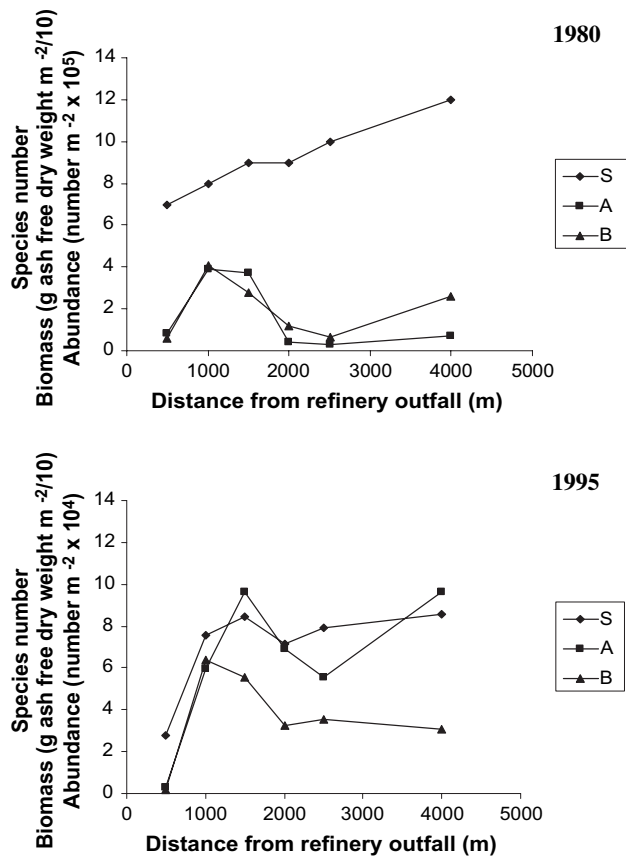 1980
Species number
Biomass (g ash free dry weight m -2/10)
Abundance (number m -2 x 10⁵)
14
12
10
8
6
4
2
0
0 1000 2000 3000 4000 5000
Distance from refinery outfall (m)
S
A
B
1995
Species number
Biomass (g ash free dry weight m -2/10)
Abundance (number m -2 x 10⁴)
14
12
10
8
6
4
2
0
0 1000 2000 3000 4000 5000
Distance from refinery outfall (m)
S
A
B